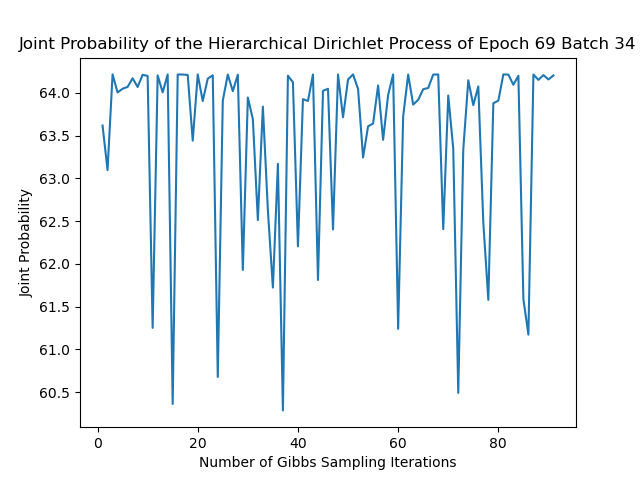 Joint Probability of the Hierarchical Dirichlet Process of Epoch 69 Batch 34
64.0
63.5
63.0
62.5
62.0
61.5
61.0
60.5
Joint Probability
0 20 40 60 80
Number of Gibbs Sampling Iterations